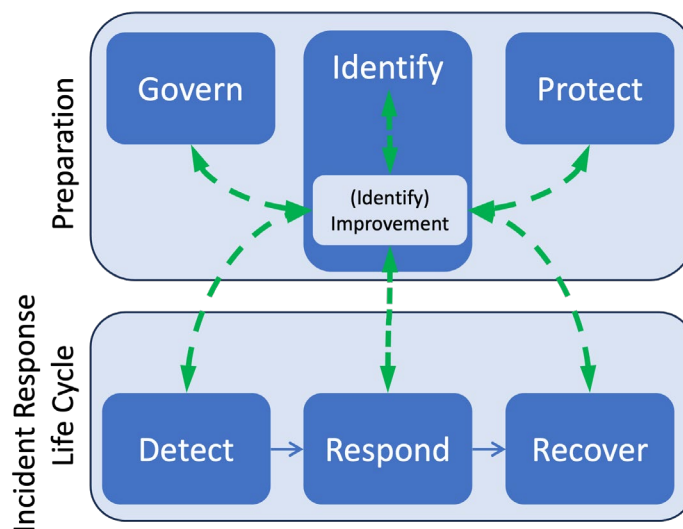 Preparation
Govern
Identify
Protect
(Identify)
Improvement
Incident Response
Life Cycle
Detect
Respond
Recover